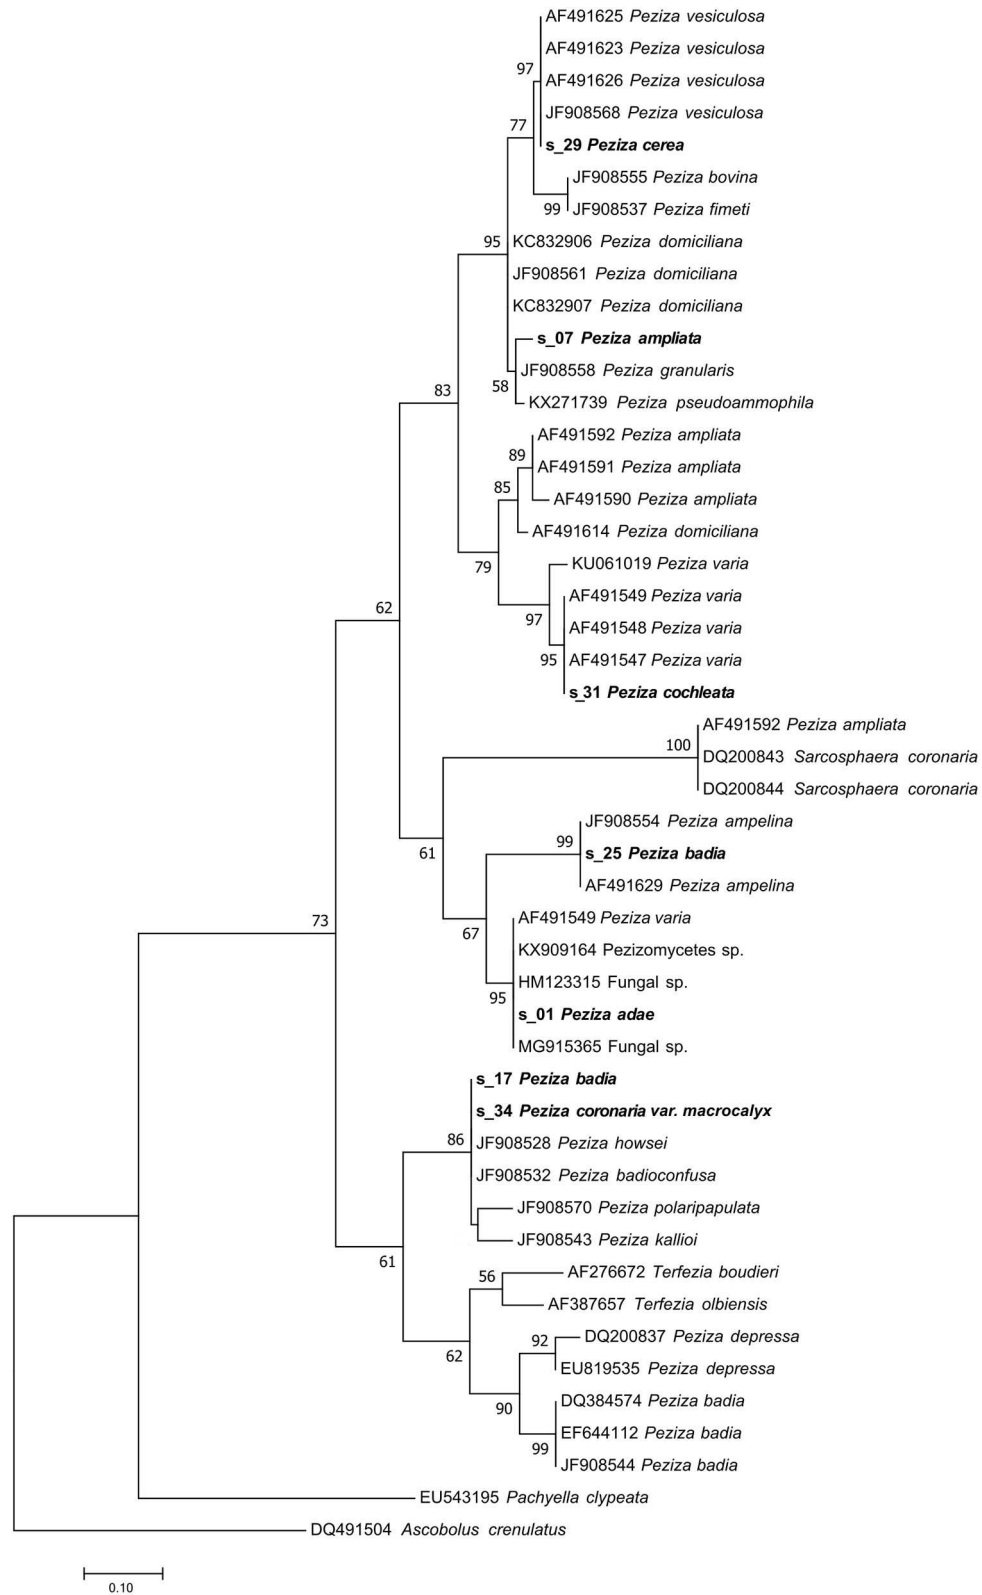 AF491625 Peziza vesiculosa
AF491623 Peziza vesiculosa
97
AF491626 Peziza vesiculosa
JF908568 Peziza vesiculosa
77
s_29 Peziza cerea
JF908555 Peziza bovina
99
JF908537 Peziza fimeti
95
KC832906 Peziza domiciliana
JF908561 Peziza domiciliana
KC832907 Peziza domiciliana
s_07 Peziza ampliata
JF908558 Peziza granularis
58
83
KX271739 Peziza pseudoammophila
AF491592 Peziza ampliata
89
AF491591 Peziza ampliata
85
AF491590 Peziza ampliata
AF491614 Peziza domiciliana
79
KU061019 Peziza varia
AF491549 Peziza varia
62
97
AF491548 Peziza varia
95
AF491547 Peziza varia
s_31 Peziza cochleata
AF491592 Peziza ampliata
100
DQ200843 Sarcosphaera coronaria
DQ200844 Sarcosphaera coronaria
JF908554 Peziza ampelina
99
61
s_25 Peziza badia
AF491629 Peziza ampelina
73
67
AF491549 Peziza varia
KX909164 Pezizomycetes sp.
HM123315 Fungal sp.
95
s_01 Peziza adae
MG915365 Fungal sp.
s_17 Peziza badia
s_34 Peziza coronaria var. macrocalyx
86
JF908528 Peziza howsei
JF908532 Peziza badioconfusa
JF908570 Peziza polaripapulata
JF908543 Peziza kallioi
61
56
AF276672 Terfezia boudieri
AF387657 Terfezia olbiensis
92
DQ200837 Peziza depressa
62
EU819535 Peziza depressa
90
DQ384574 Peziza badia
EF644112 Peziza badia
99
JF908544 Peziza badia
EU543195 Pachyella clypeata
DQ491504 Ascobolus crenulatus
0.10